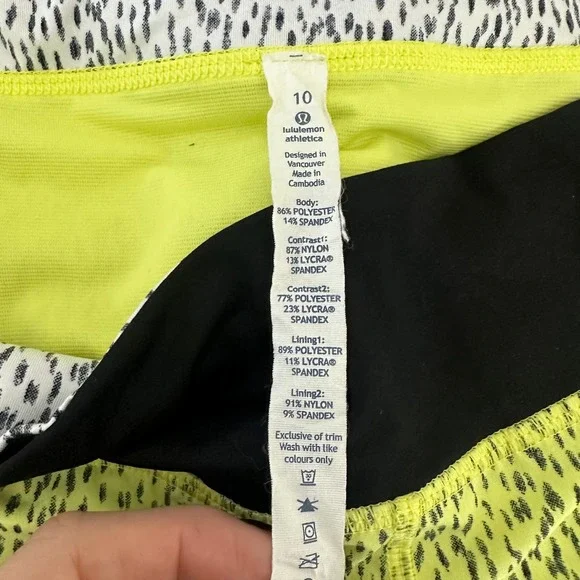 10
lululemon
athletica
Designed in
Vancouver
Made in
Cambodia
Body:
86% POLYESTER
14% SPANDEX
Contrast1:
87% NYLON
13% LYCRA®
SPANDEX
Contrast2:
77% POLYESTER
23% LYCRA®
SPANDEX
Lining1:
89% POLYESTER
11% LYCRA®
SPANDEX
Lining2:
91% NYLON
9% SPANDEX
Exclusive of trim
Wash with like
colours only